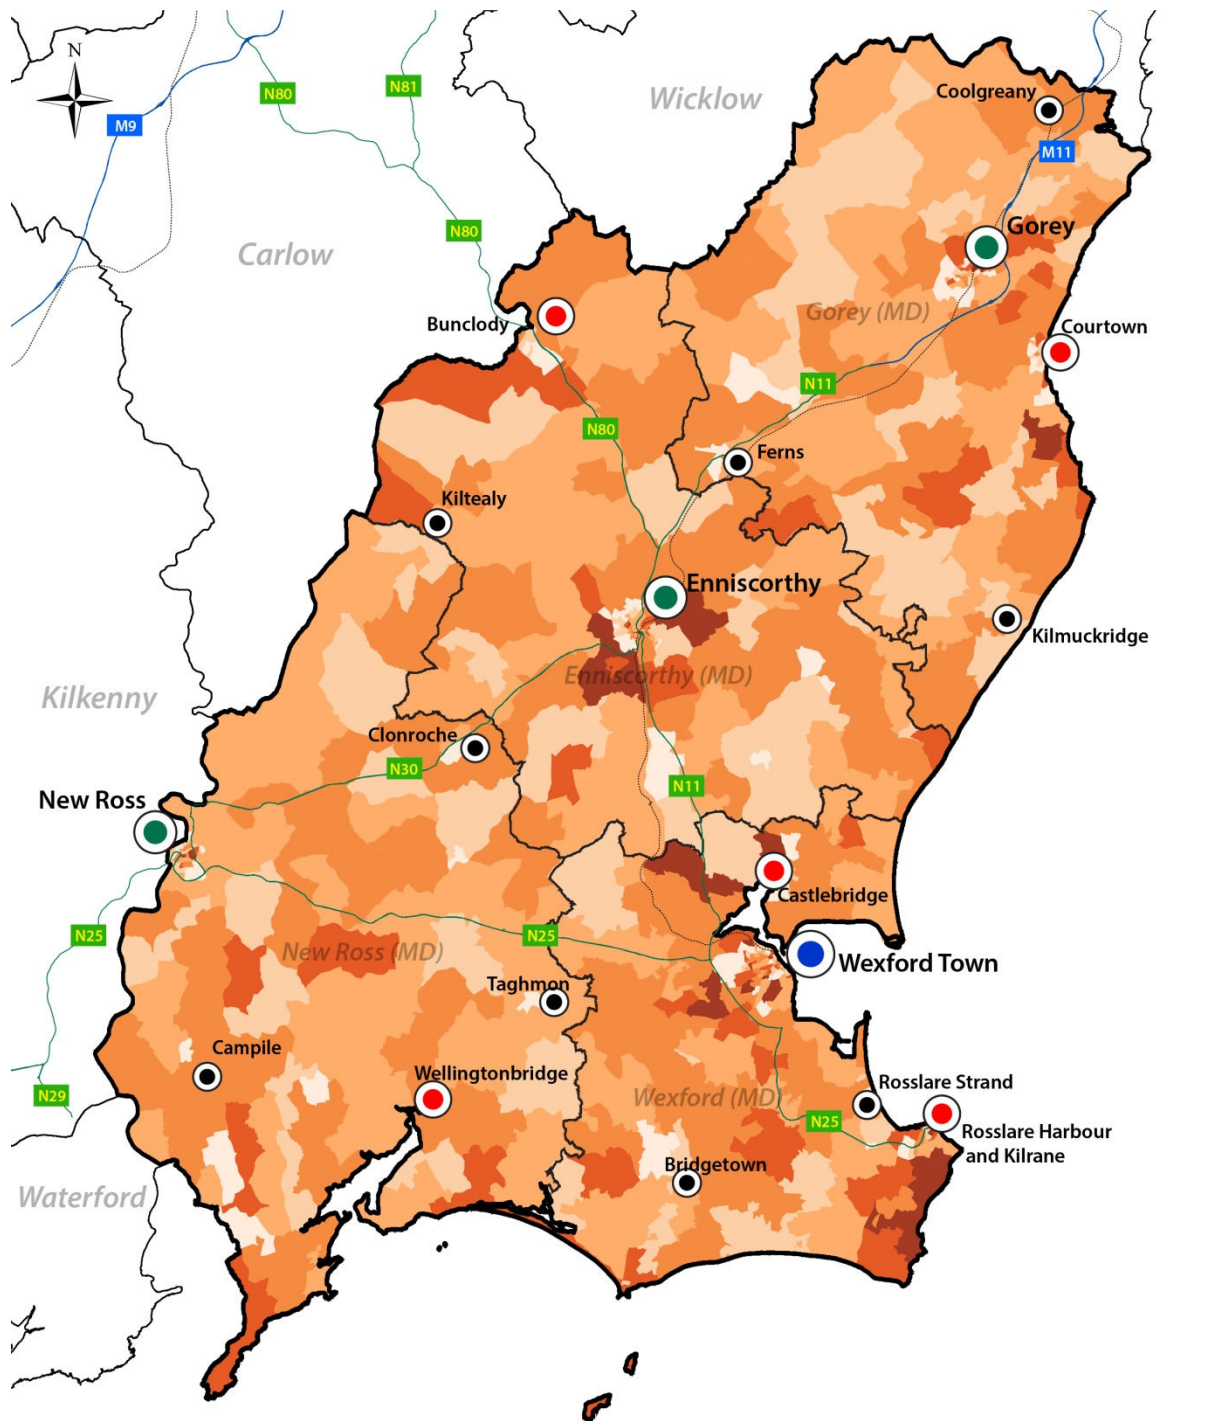 N
N80
N81
Wicklow
Coolgreany
M9
M11
N80
Gorey
Carlow
Gorey (MD)
Bunclody
Courtown
N11
N80
Ferns
Kiltealy
Enniscorthy
Kilmuckridge
Enniscorthy (MD)
Kilkenny
Clonroche
N30
N11
New Ross
Castlebridge
N25
N25
New Ross (MD)
Wexford Town
Taghmon
Campile
Wellingtonbridge
Rosslare Strand
N29
Wexford (MD)
N25
Rosslare Harbour
and Kilrane
Bridgetown
Waterford